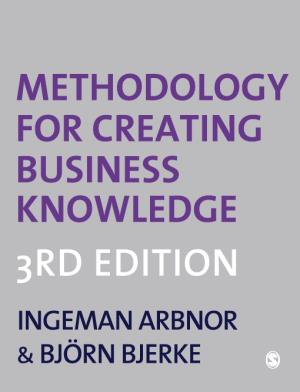 METHODOLOGY
FOR CREATING
BUSINESS
KNOWLEDGE
3RD EDITION
INGEMAN ARBNOR
& BJÖRN BJERKE